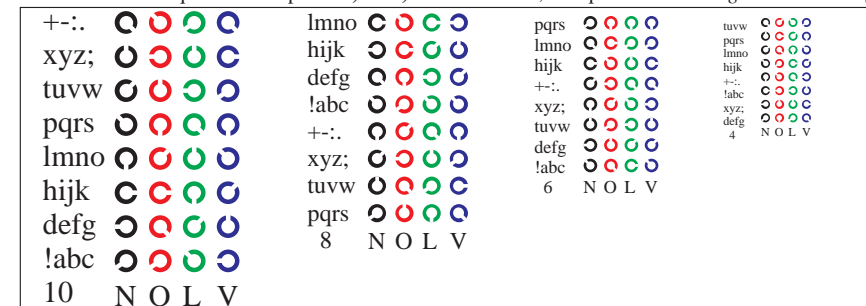 +-:.
xyz;
tuvw
pqrs
lmno
hijk
defg
!abc
10 N O L V
lmno
hijk
defg
!abc
+-:.
xyz;
tuvw
pqrs
8 N O L V
pqrs
lmno
hijk
+-:.
xyz;
tuvw
defg
!abc
6 N O L V
tuvw
pqrs
lmno
hijk
+-:.
!abc
xyz;
defg
4 N O L V